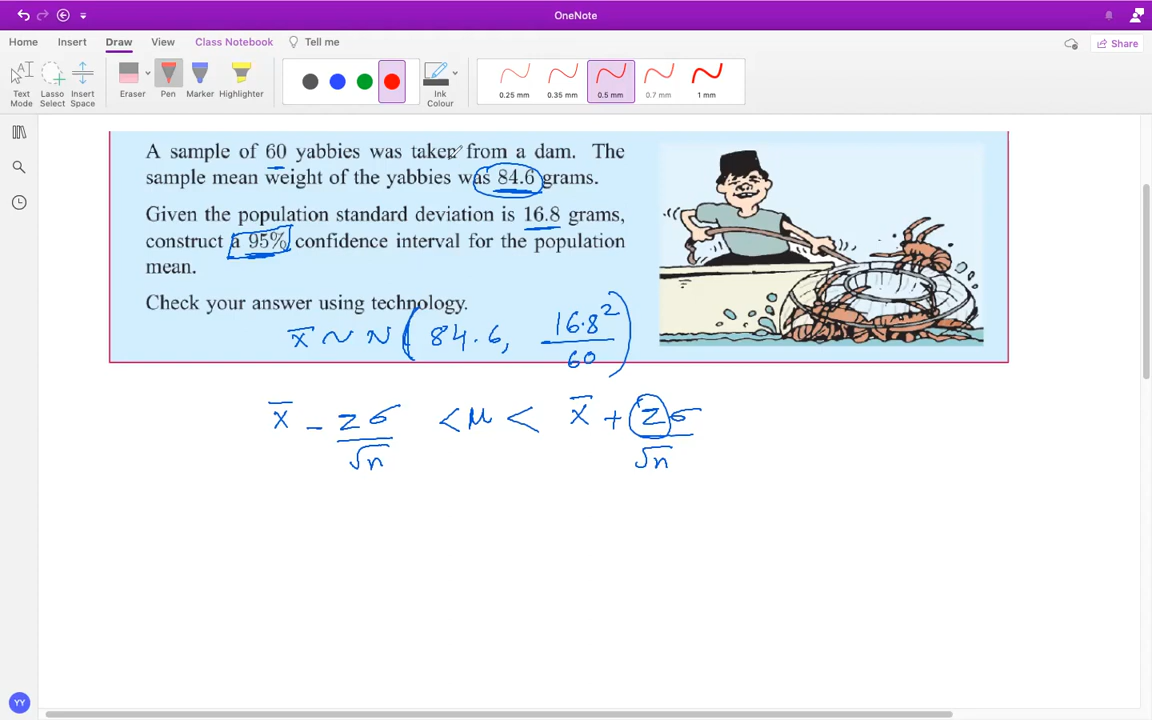 OneNote
Home Insert Draw View Class Notebook Tell me Share
Text Mode Lasso Select Insert Space Eraser Pen Marker Highlighter Ink Colour 0.25 mm 0.35 mm 0.5 mm 0.7 mm 1 mm
A sample of 60 yabbies was taken from a dam. The
sample mean weight of the yabbies was 84.6 grams.
Given the population standard deviation is 16.8 grams,
construct a 95% confidence interval for the population
mean.
Check your answer using technology.
x̄ ~ N (84.6, 16.8²/60)
x̄ - zσ/√n < μ < x̄ + zσ/√n
YY